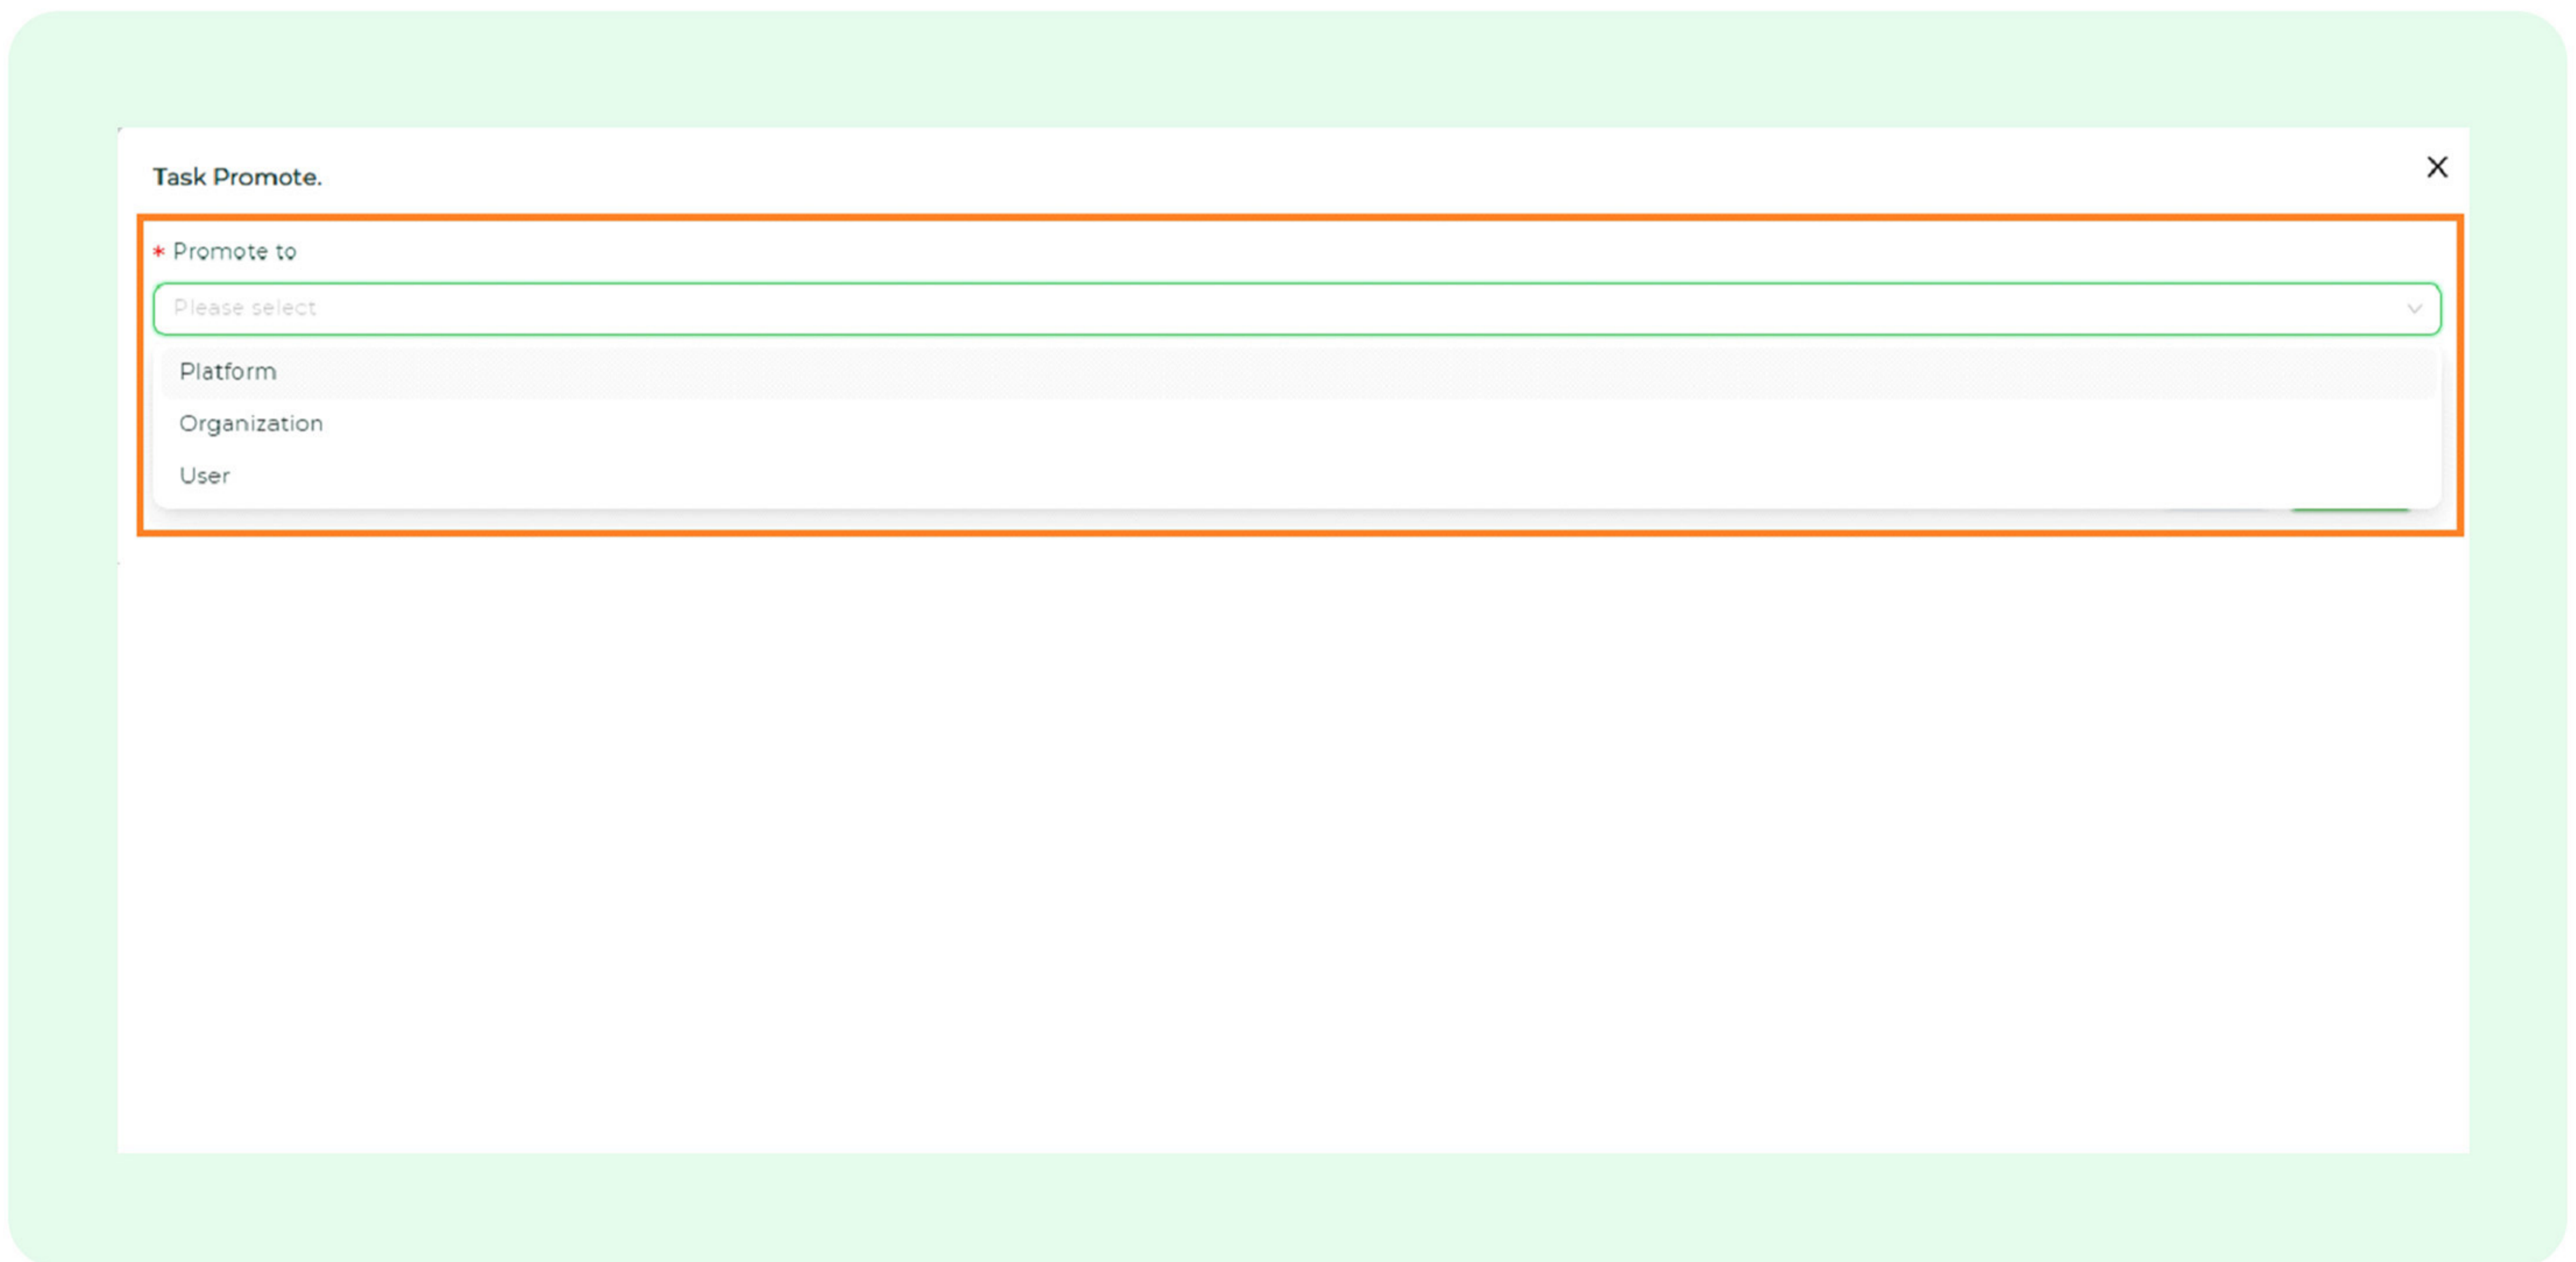 Task Promote.
* Promote to
Please select
Platform
Organization
User